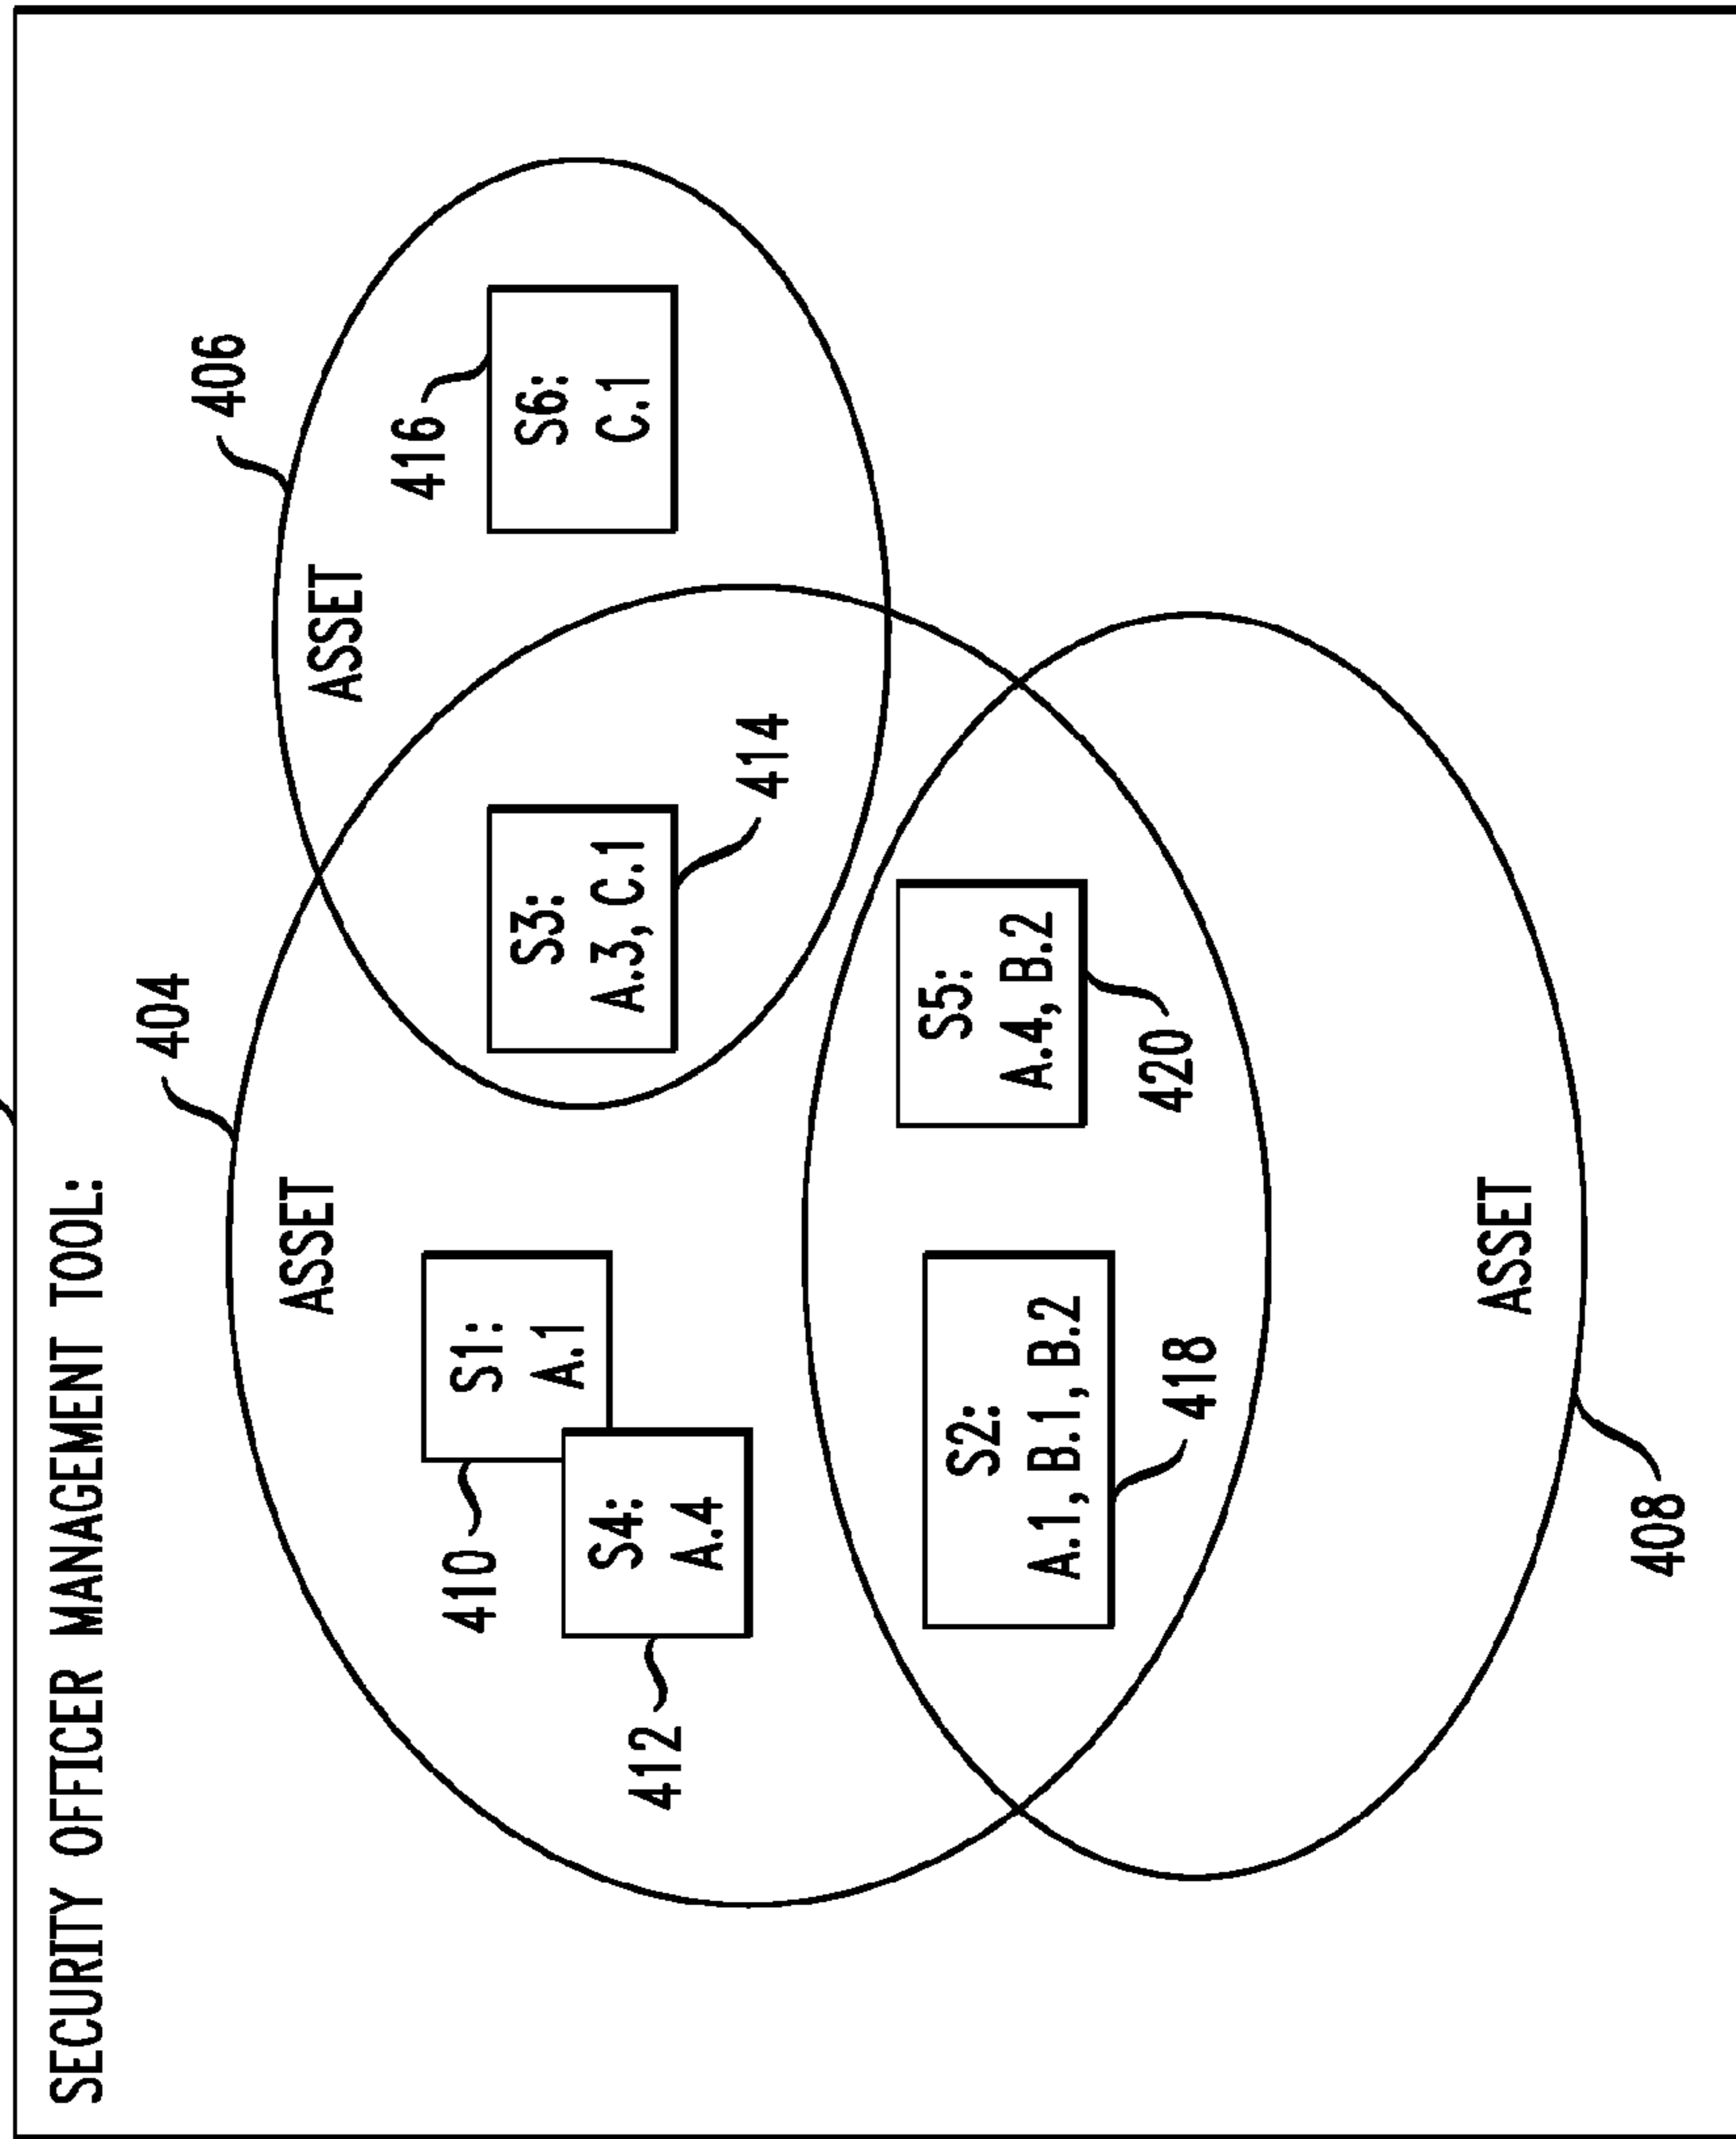 SECURITY OFFICER MANAGEMENT TOOL:
404
406
ASSET
ASSET
410
S1:
A.1
412
S4:
A.4
S3:
A.3, C.1
414
416
S6:
C.1
S2:
A.1, B.1, B.2
418
S5:
A.4, B.2
420
ASSET
408